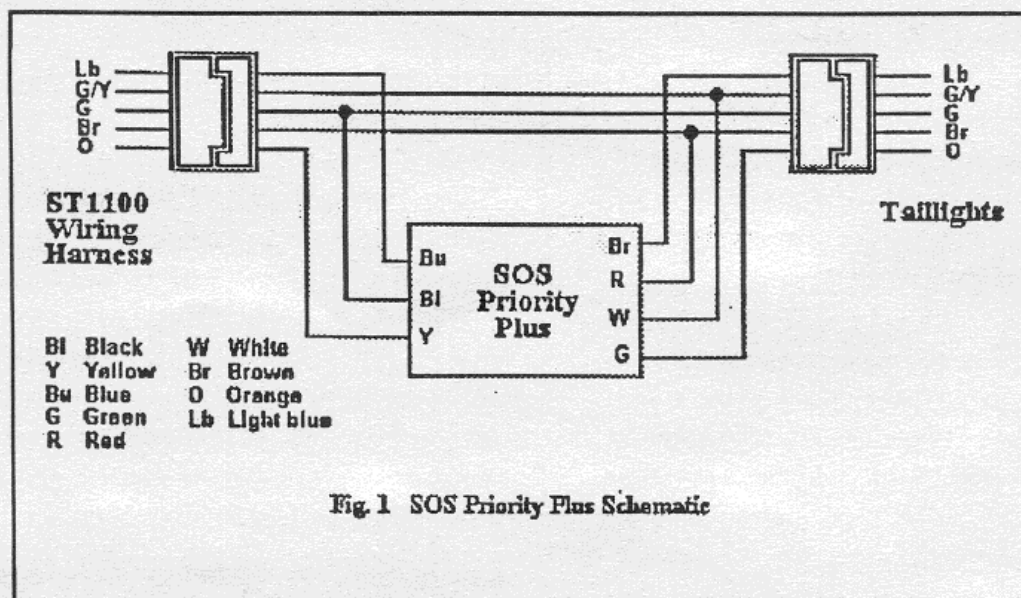 Lb
G/Y
G
Br
O
Lb
G/Y
G
Br
O
ST1100
Wiring
Harness
Taillights
Bu
Bl
Y
SOS
Priority
Plus
Br
R
W
G
Bl Black W White
Y Yellow Br Brown
Bu Blue O Orange
G Green Lb Light blue
R Red
Fig. 1 SOS Priority Plus Schematic